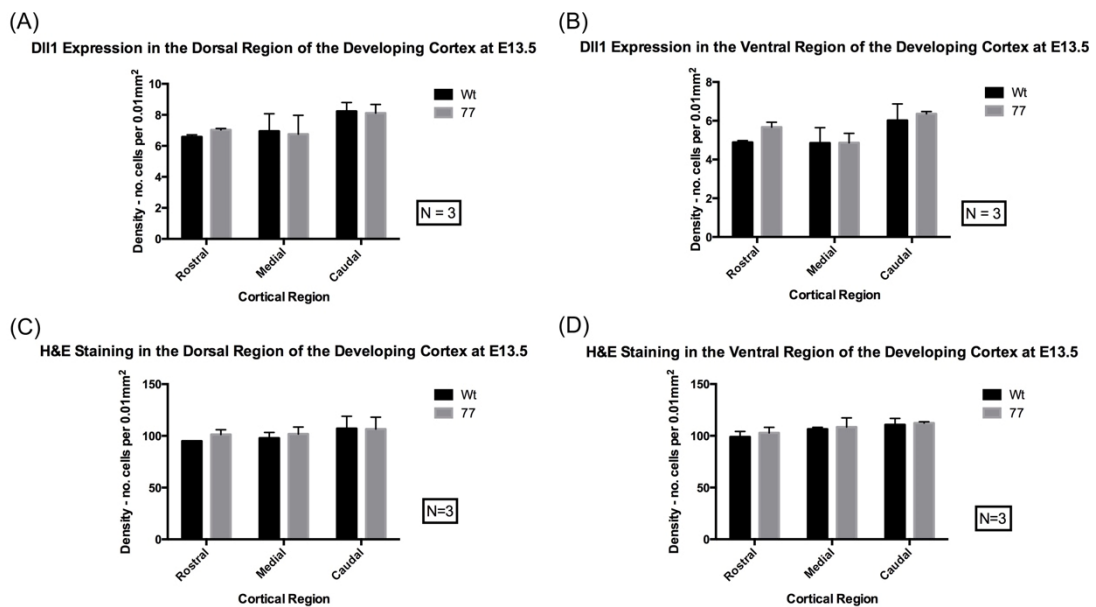 (A)
Dll1 Expression in the Dorsal Region of the Developing Cortex at E13.5
Density - no. cells per 0.01mm²
10
8
6
4
2
0
Wt
77
N = 3
Rostral
Medial
Caudal
Cortical Region
(B)
Dll1 Expression in the Ventral Region of the Developing Cortex at E13.5
Density - no. cells per 0.01mm²
8
6
4
2
0
Wt
77
N = 3
Rostral
Medial
Caudal
Cortical Region
(C)
H&E Staining in the Dorsal Region of the Developing Cortex at E13.5
Density - no. cells per 0.01mm²
150
100
50
0
Wt
77
N=3
Rostral
Medial
Caudal
Cortical Region
(D)
H&E Staining in the Ventral Region of the Developing Cortex at E13.5
Density - no. cells per 0.01mm²
150
100
50
0
Wt
77
N=3
Rostral
Medial
Caudal
Cortical Region